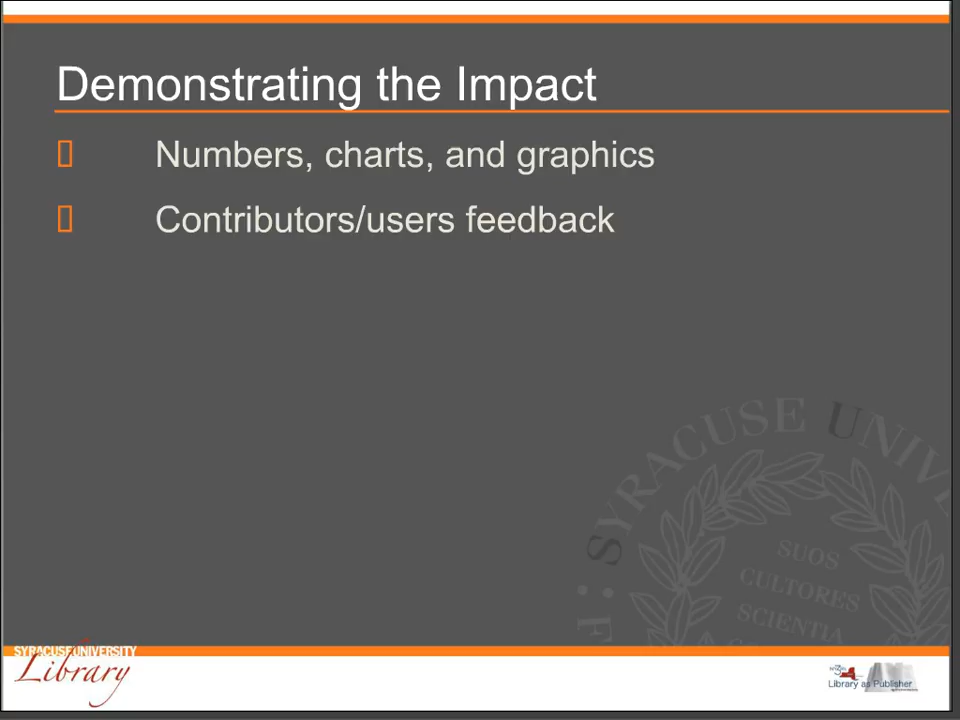 Demonstrating the Impact
Numbers, charts, and graphics
Contributors/users feedback
SYRACUSE UNIVE
SUOS
CULTORES
SCIENTIA
SYRACUSE UNIVERSITY
Library
Library as Publisher